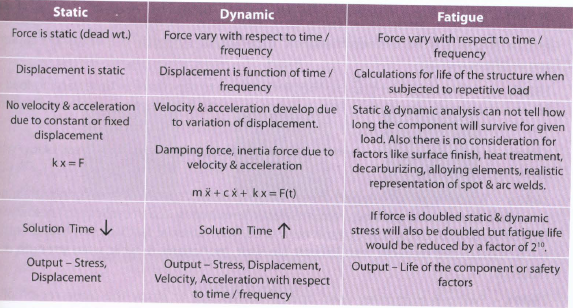 Static
Dynamic
Fatigue
Force is static (dead wt.)
Force vary with respect to time /
frequency
Force vary with respect to time /
frequency
Displacement is static
Displacement is function of time /
frequency
Calculations for life of the structure when
subjected to repetitive load
No velocity & acceleration
due to constant or fixed
displacement
k x = F
Velocity & acceleration develop due
to variation of displacement.
Damping force, inertia force due to
velocity & acceleration
m ẍ + c ẋ + k x = F(t)
Static & dynamic analysis can not tell how
long the component will survive for given
load. Also there is no consideration for
factors like surface finish, heat treatment,
decarburizing, alloying elements, realistic
representation of spot & arc welds.
Solution Time ↓
Solution Time ↑
If force is doubled static & dynamic
stress will also be doubled but fatigue life
would be reduced by a factor of 2¹⁰.
Output – Stress,
Displacement
Output – Stress, Displacement,
Velocity, Acceleration with respect
to time / frequency
Output – Life of the component or safety
factors